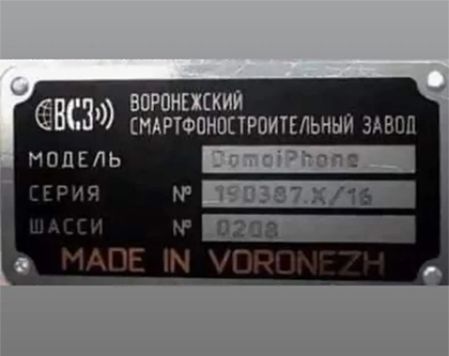 ВСЗ ВОРОНЕЖСКИЙ
СМАРТФОНОСТРОИТЕЛЬНЫЙ ЗАВОД
МОДЕЛЬ DomoiPhone
СЕРИЯ № 190387.X/16
ШАССИ № 0208
MADE IN VORONEZH